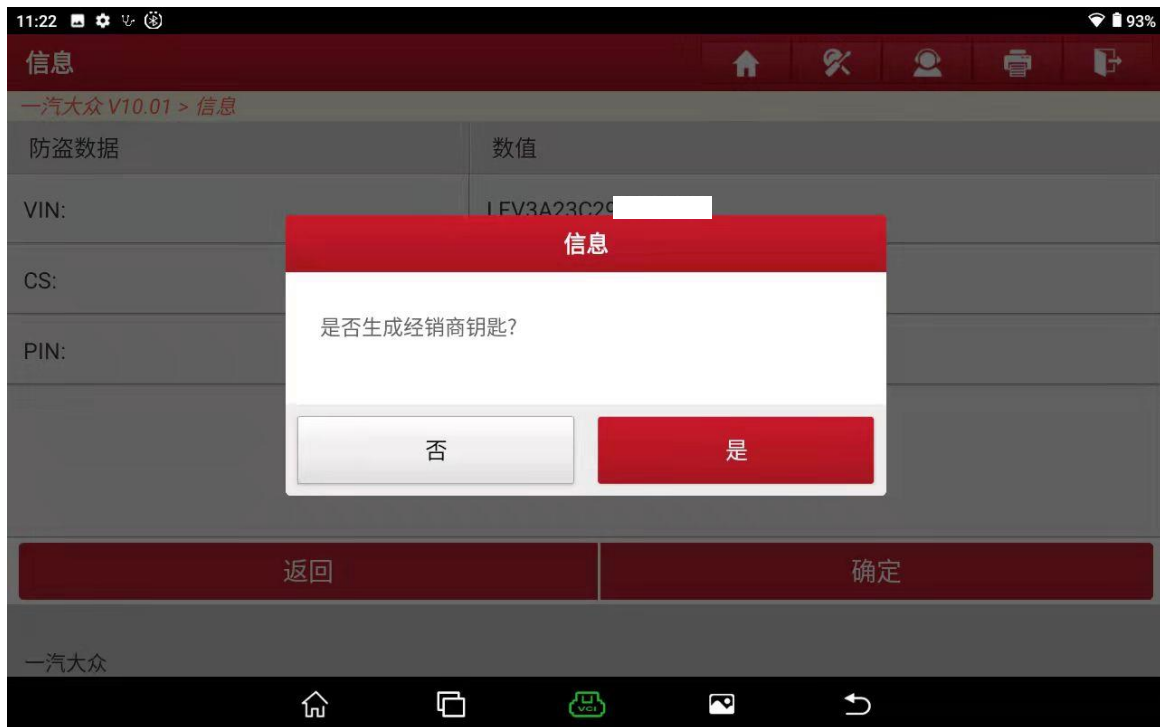 11:22
93%
信息
一汽大众 V10.01 > 信息
防盗数据
数值
VIN:
LFV3A23C29
信息
CS:
是否生成经销商钥匙?
PIN:
否
是
返回
确定
一汽大众
VCI